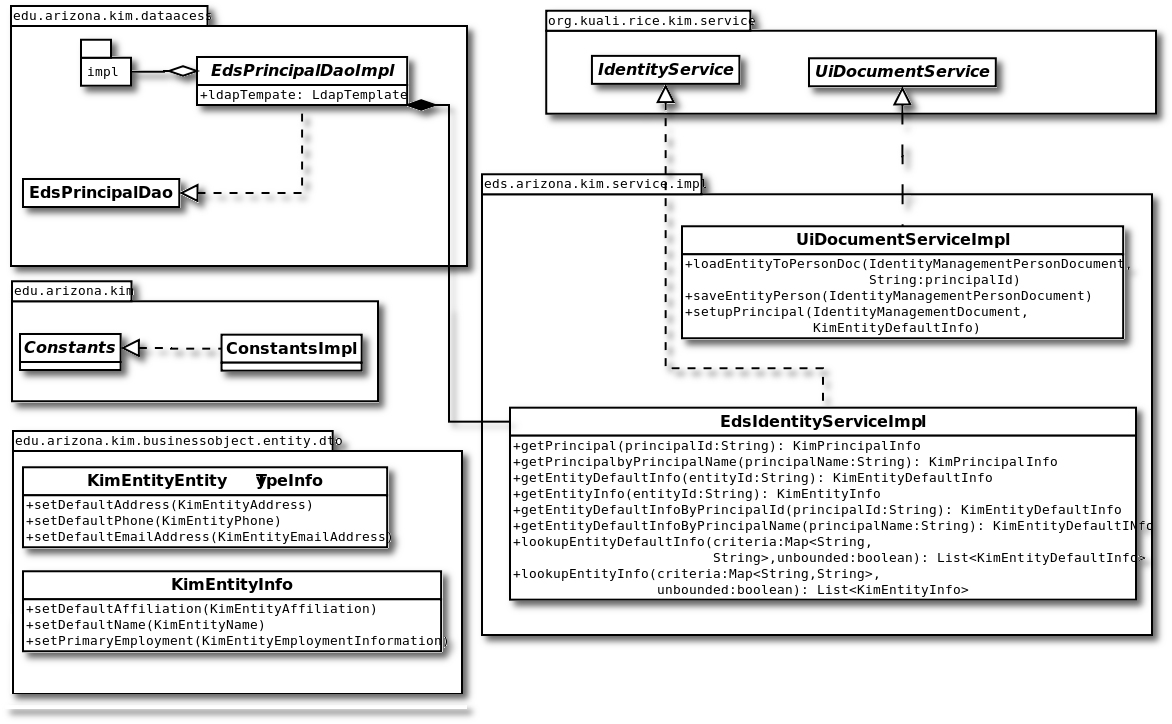 edu.arizona.kim.dataacess
impl
EdsPrincipalDaoImpl
+ldapTempate: LdapTemplate
EdsPrincipalDao
org.kuali.rice.kim.service
IdentityService
UiDocumentService
eds.arizona.kim.service.impl
UiDocumentServiceImpl
+loadEntityToPersonDoc(IdentityManagementPersonDocument,
String:principalId)
+saveEntityPerson(IdentityManagementPersonDocument)
+setupPrincipal(IdentityManagementDocument,
KimEntityDefaultInfo)
edu.arizona.kim
Constants
ConstantsImpl
EdsIdentityServiceImpl
+getPrincipal(principalId:String): KimPrincipalInfo
+getPrincipalbyPrincipalName(principalName:String): KimPrincipalInfo
+getEntityDefaultInfo(entityId:String): KimEntityDefaultInfo
+getEntityInfo(entityId:String): KimEntityInfo
+getEntityDefaultInfoByPrincipalId(principalId:String): KimEntityDefaultInfo
+getEntityDefaultInfoByPrincipalName(principalName:String): KimEntityDefaultINfo
+lookupEntityDefaultInfo(criteria:Map<String,
String>,unbounded:boolean): List<KimEntityDefaultInfo>
+lookupEntityInfo(criteria:Map<String,String>,
unbounded:boolean): List<KimEntityInfo>
edu.arizona.kim.businessobject.entity.dto
KimEntityEntity TypeInfo
+setDefaultAddress(KimEntityAddress)
+setDefaultPhone(KimEntityPhone)
+setDefaultEmailAddress(KimEntityEmailAddress)
KimEntityInfo
+setDefaultAffiliation(KimEntityAffiliation)
+setDefaultName(KimEntityName)
+setPrimaryEmployment(KimEntityEmploymentInformation)